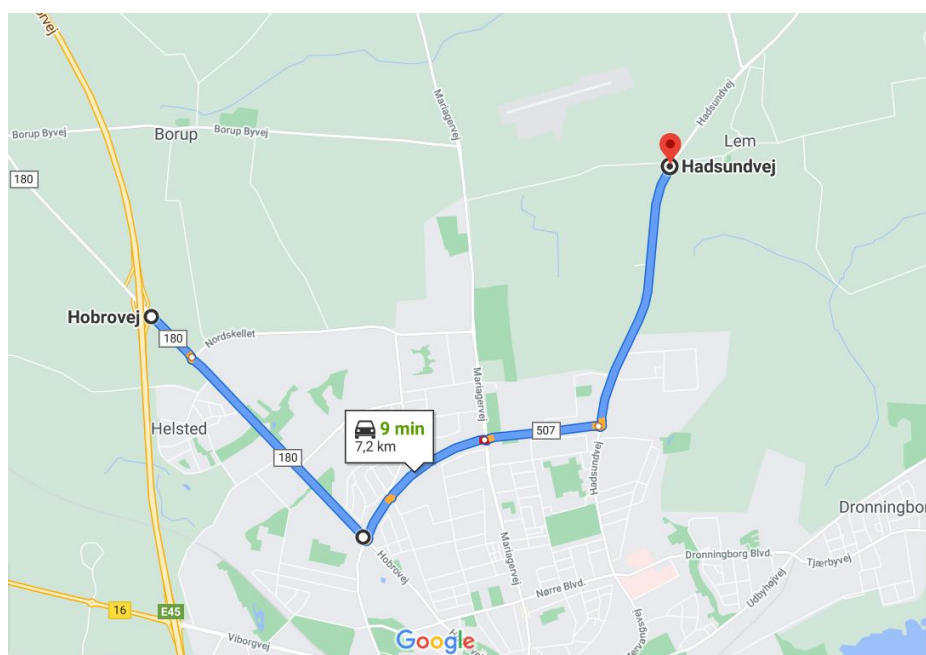 Hadsundvej
Mariagervej
Borup Byvej
Borup
Borup Byvej
Lem
Hadsundvej
180
Hobrovej
180
Nordskellet
Mariagervej
Helsted
9 min
7,2 km
507
180
Hadsundvej
Dronningbor
Hobrovej
Mariagervej
Dronningborg Blvd.
Tjærbyvej
Nørre Blvd.
Udbyhøjvej
16
E45
Viborgvej
Google